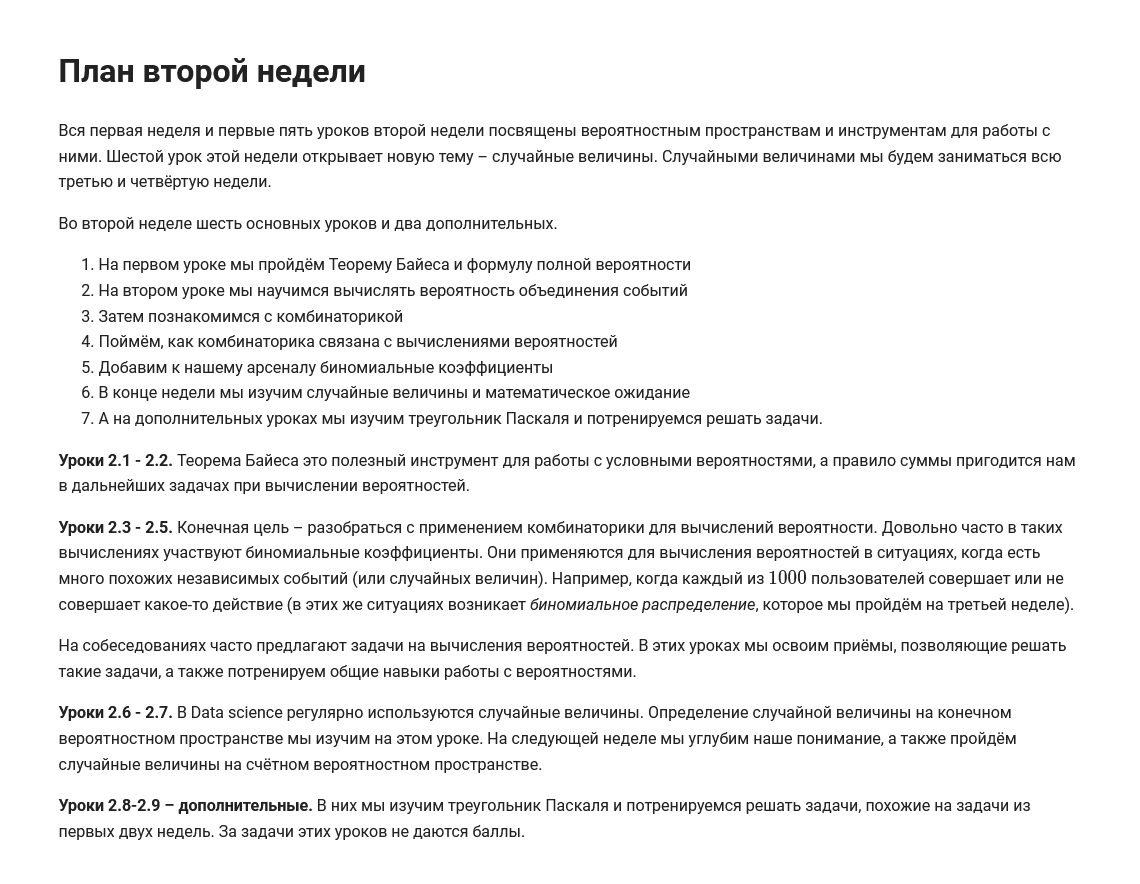 План второй недели
Вся первая неделя и первые пять уроков второй недели посвящены вероятностным пространствам и инструментам для работы с
ними. Шестой урок этой недели открывает новую тему – случайные величины. Случайными величинами мы будем заниматься всю
третью и четвёртую недели.
Во второй неделе шесть основных уроков и два дополнительных.
1. На первом уроке мы пройдём Теорему Байеса и формулу полной вероятности
2. На втором уроке мы научимся вычислять вероятность объединения событий
3. Затем познакомимся с комбинаторикой
4. Поймём, как комбинаторика связана с вычислениями вероятностей
5. Добавим к нашему арсеналу биномиальные коэффициенты
6. В конце недели мы изучим случайные величины и математическое ожидание
7. А на дополнительных уроках мы изучим треугольник Паскаля и потренируемся решать задачи.
Уроки 2.1 - 2.2. Теорема Байеса это полезный инструмент для работы с условными вероятностями, а правило суммы пригодится нам
в дальнейших задачах при вычислении вероятностей.
Уроки 2.3 - 2.5. Конечная цель – разобраться с применением комбинаторики для вычислений вероятности. Довольно часто в таких
вычислениях участвуют биномиальные коэффициенты. Они применяются для вычисления вероятностей в ситуациях, когда есть
много похожих независимых событий (или случайных величин). Например, когда каждый из 1000 пользователей совершает или не
совершает какое-то действие (в этих же ситуациях возникает биномиальное распределение, которое мы пройдём на третьей неделе).
На собеседованиях часто предлагают задачи на вычисления вероятностей. В этих уроках мы освоим приёмы, позволяющие решать
такие задачи, а также потренируем общие навыки работы с вероятностями.
Уроки 2.6 - 2.7. В Data science регулярно используются случайные величины. Определение случайной величины на конечном
вероятностном пространстве мы изучим на этом уроке. На следующей неделе мы углубим наше понимание, а также пройдём
случайные величины на счётном вероятностном пространстве.
Уроки 2.8-2.9 – дополнительные. В них мы изучим треугольник Паскаля и потренируемся решать задачи, похожие на задачи из
первых двух недель. За задачи этих уроков не даются баллы.